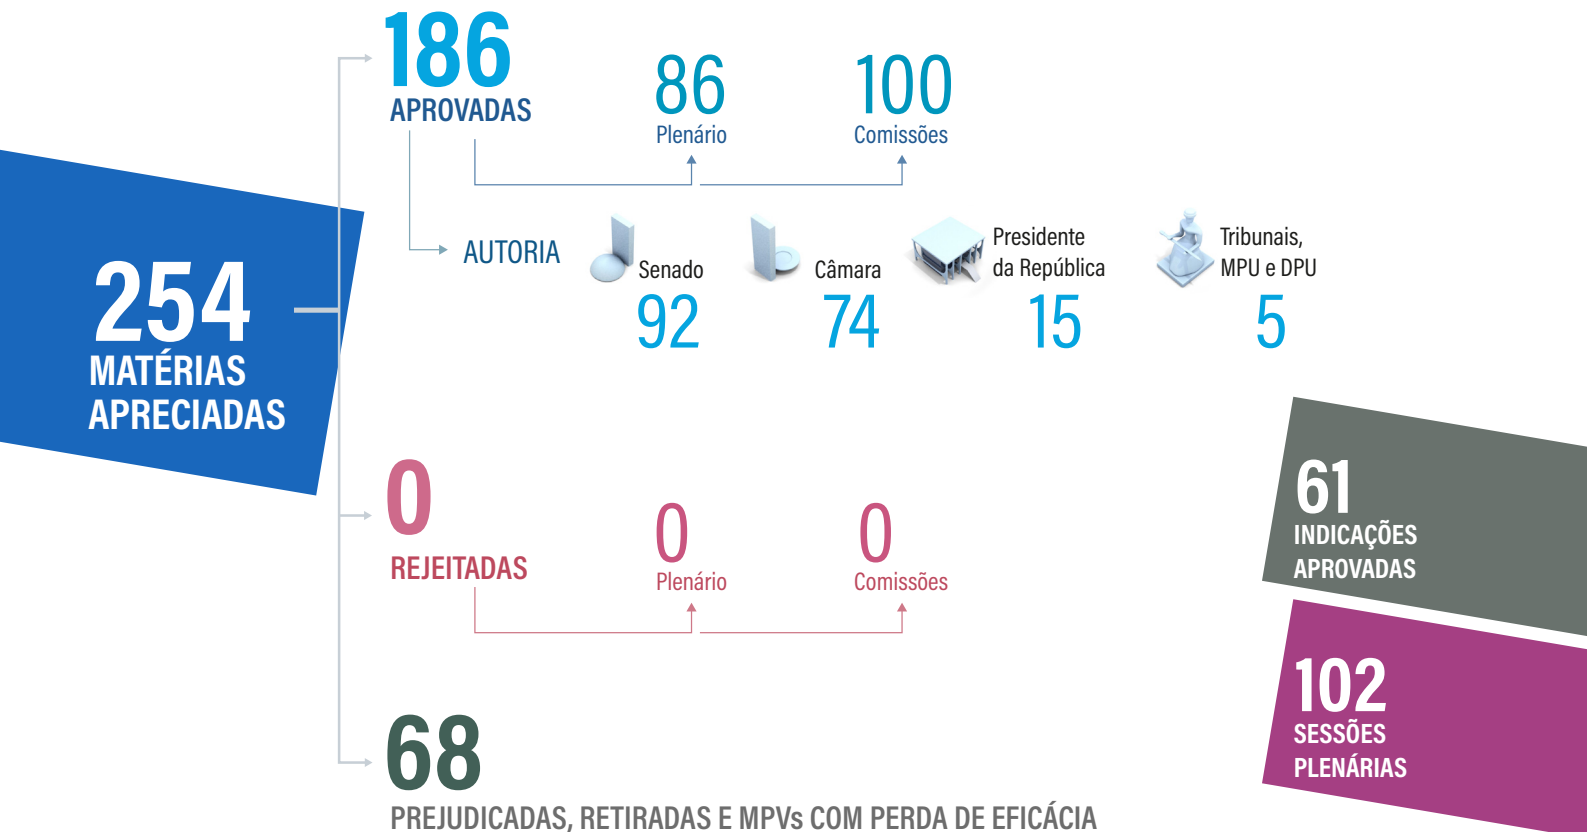 254
MATÉRIAS
APRECIADAS
186
APROVADAS
86
Plenário
100
Comissões
AUTORIA
Senado
92
Câmara
74
Presidente
da República
15
Tribunais,
MPU e DPU
5
0
REJEITADAS
0
Plenário
0
Comissões
68
PREJUDICADAS, RETIRADAS E MPVs COM PERDA DE EFICÁCIA
61
INDICAÇÕES
APROVADAS
102
SESSÕES
PLENÁRIAS